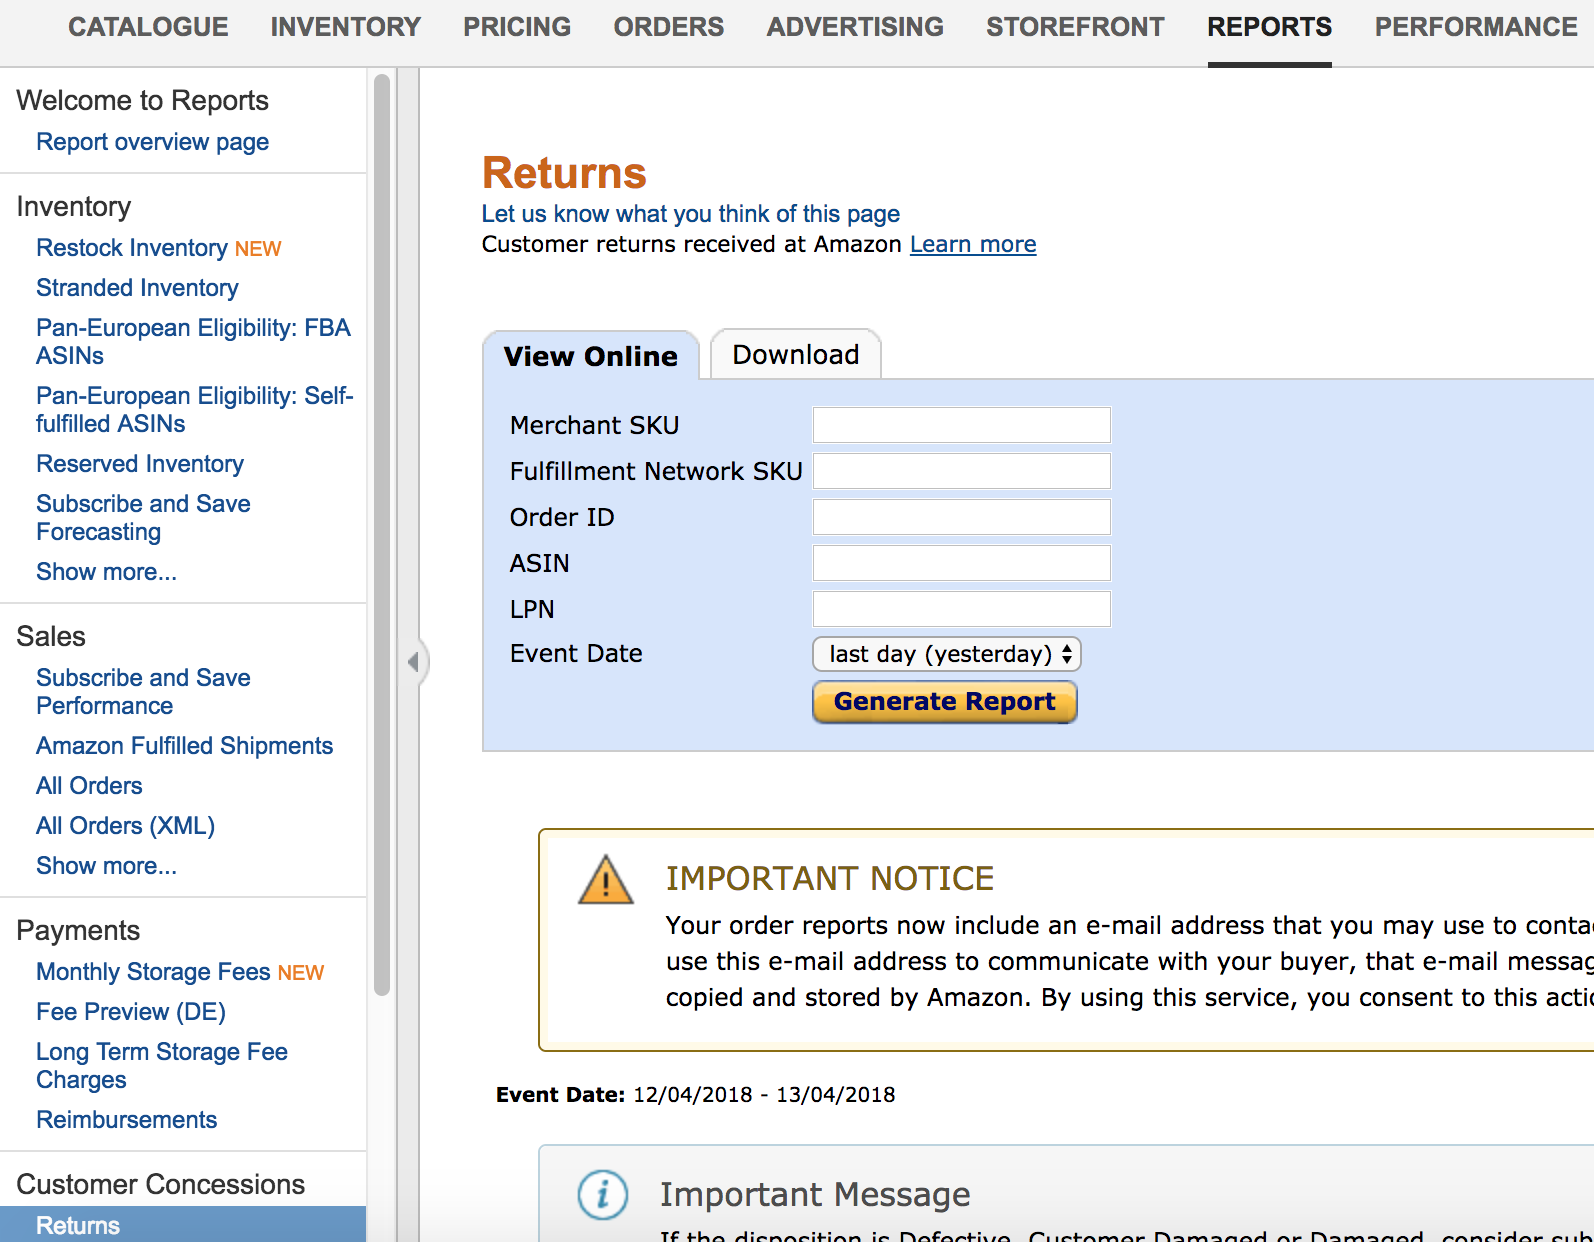 CATALOGUE INVENTORY PRICING ORDERS ADVERTISING STOREFRONT REPORTS PERFORMANCE
Welcome to Reports
Report overview page
Inventory
Restock Inventory NEW
Stranded Inventory
Pan-European Eligibility: FBA
ASINs
Pan-European Eligibility: Self-
fulfilled ASINs
Reserved Inventory
Subscribe and Save
Forecasting
Show more...
Sales
Subscribe and Save
Performance
Amazon Fulfilled Shipments
All Orders
All Orders (XML)
Show more...
Payments
Monthly Storage Fees NEW
Fee Preview (DE)
Long Term Storage Fee
Charges
Reimbursements
Customer Concessions
Returns
Returns
Let us know what you think of this page
Customer returns received at Amazon Learn more
View Online Download
Merchant SKU
Fulfillment Network SKU
Order ID
ASIN
LPN
Event Date last day (yesterday)
Generate Report
IMPORTANT NOTICE
Your order reports now include an e-mail address that you may use to
use this e-mail address to communicate with your buyer, that e-mail
copied and stored by Amazon. By using this service, you consent to this
Event Date: 12/04/2018 - 13/04/2018
Important Message
If the disposition is Defective, Customer Damaged or Damaged, consider